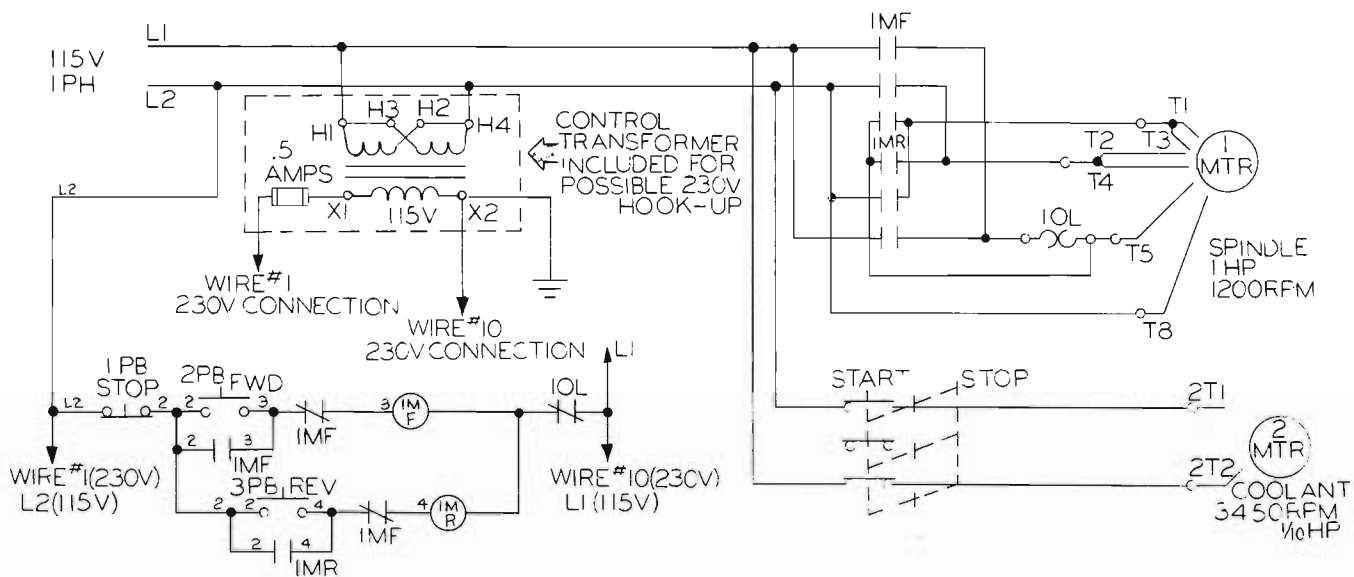 L1
1MF
115V
1PH
L2
H3
H2
H1
H4
CONTROL
TRANSFORMER
INCLUDED FOR
POSSIBLE 230V
HOOK-UP
.5
AMPS
X1
115V
X2
L2
1MR
T1
T2
T3
T4
1
MTR
1OL
T5
SPINDLE
1HP
1200RPM
T8
WIRE #1
230V CONNECTION
WIRE #10
230V CONNECTION
L1
1PB
STOP
2PB
FWD
L2
2
2
3
3
1M
F
1MF
1OL
2
3
1MF
WIRE #1(230V)
L2(115V)
WIRE #10(230V)
L1(115V)
3PB
REV
2
2
4
4
1M
R
1MF
2
4
1MR
START
STOP
2T1
2
MTR
2T2
COOLANT
3450RPM
1/10HP